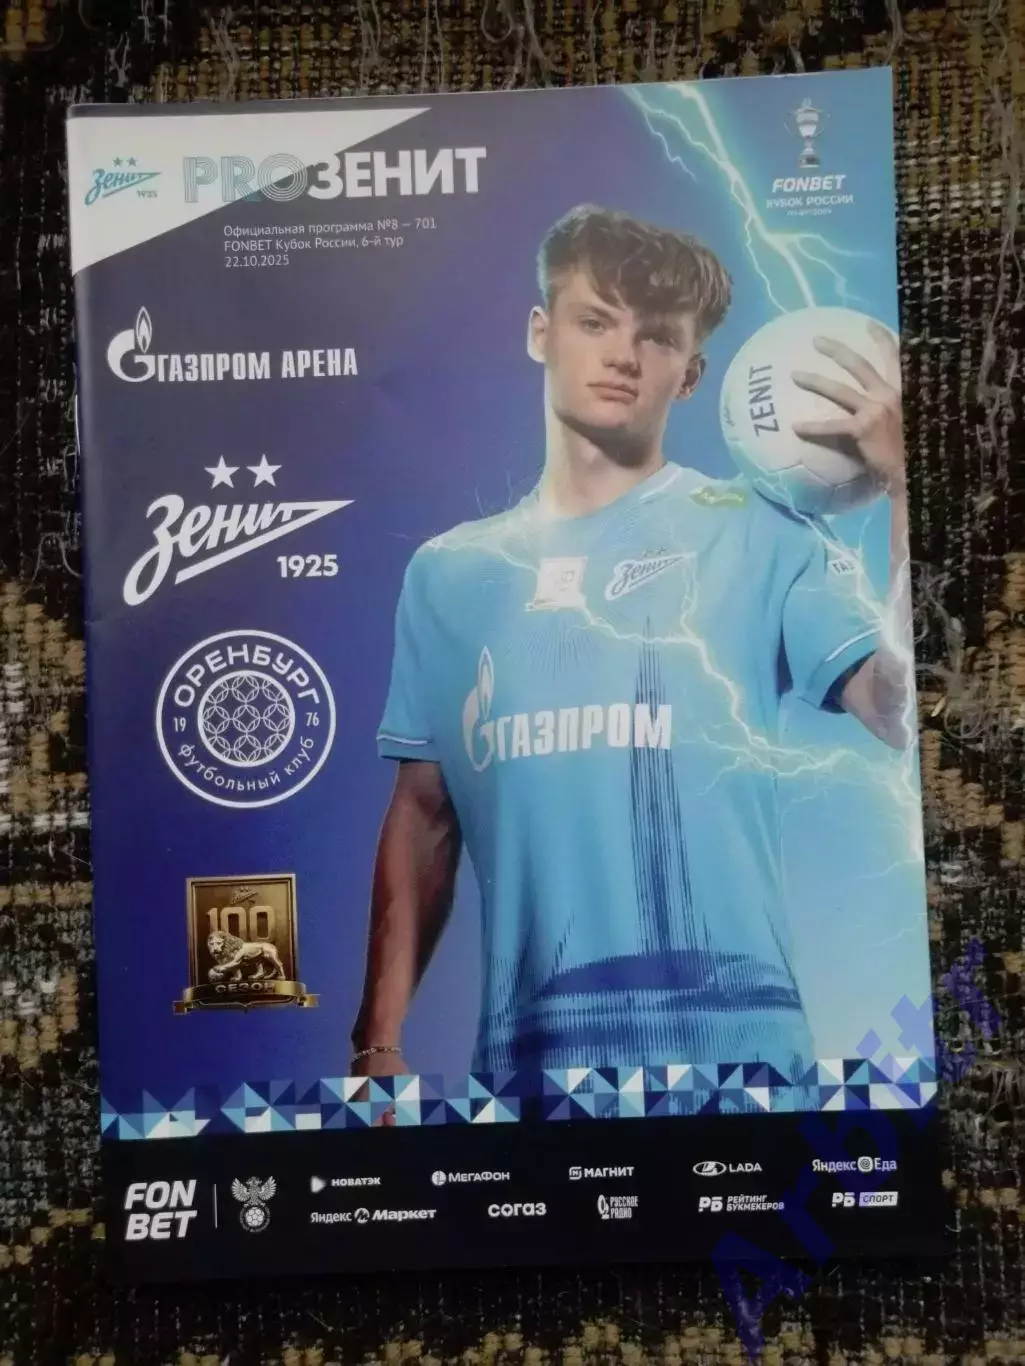 Зенит 1925
PROЗЕНИТ
Официальная программа №8 – 701
FONBET Кубок России, 6-й тур
22.10.2025
FONBET
КУБОК РОССИИ
ГАЗПРОМ АРЕНА
ZENIT
Зенит
1925
Зенит
ГАЗ
ОРЕНБУРГ
19 76
футбольный клуб
ГАЗПРОМ
100
СЕЗОН
FON
BET
НОВАТЭК
МЕГАФОН
МАГНИТ
LADA
Яндекс Еда
Яндекс Маркет
СОГАЗ
РУССКОЕ
РАДИО
РБ РЕЙТИНГ
БУКМЕКЕРОВ
РБ СПОРТ